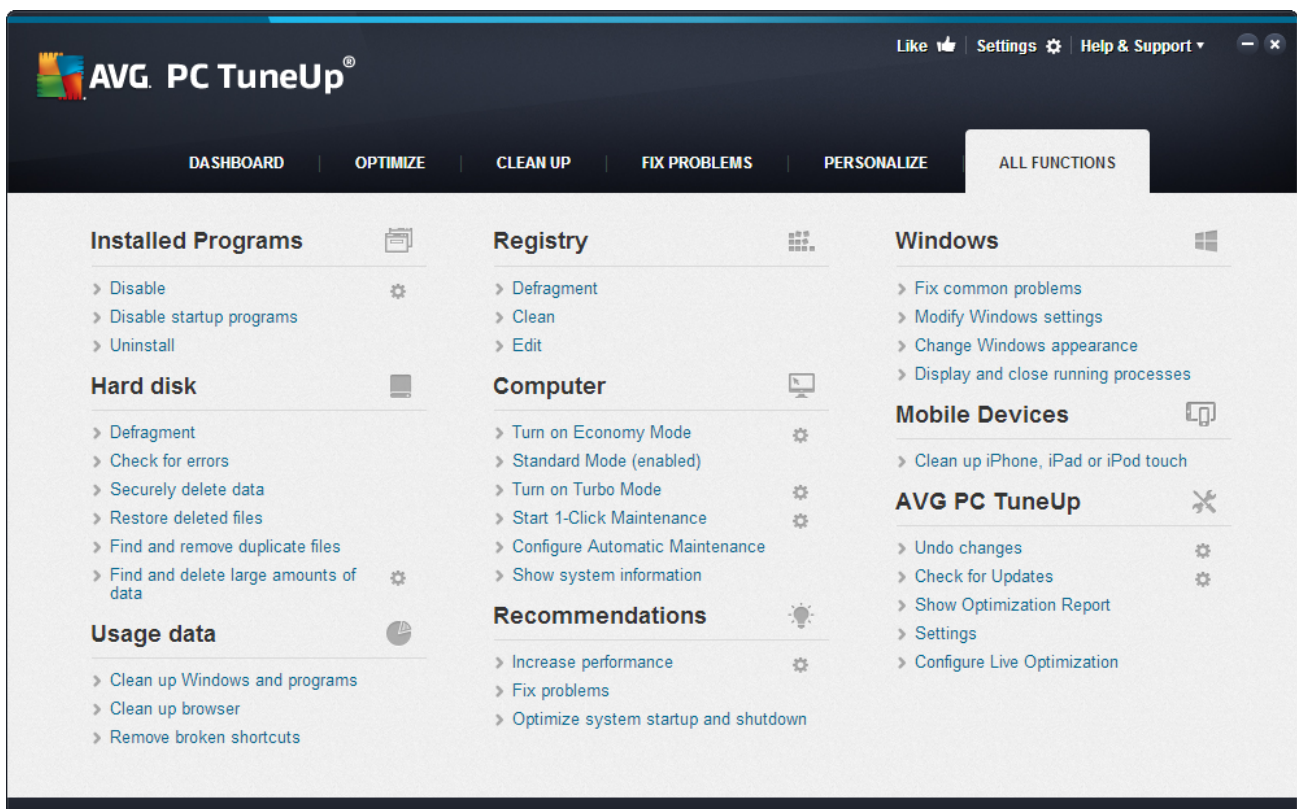 Like
Settings
Help & Support
AVG. PC TuneUp®
DASHBOARD
OPTIMIZE
CLEAN UP
FIX PROBLEMS
PERSONALIZE
ALL FUNCTIONS
Installed Programs
Disable
Disable startup programs
Uninstall
Hard disk
Defragment
Check for errors
Securely delete data
Restore deleted files
Find and remove duplicate files
Find and delete large amounts of
data
Usage data
Clean up Windows and programs
Clean up browser
Remove broken shortcuts
Registry
Defragment
Clean
Edit
Computer
Turn on Economy Mode
Standard Mode (enabled)
Turn on Turbo Mode
Start 1-Click Maintenance
Configure Automatic Maintenance
Show system information
Recommendations
Increase performance
Fix problems
Optimize system startup and shutdown
Windows
Fix common problems
Modify Windows settings
Change Windows appearance
Display and close running processes
Mobile Devices
Clean up iPhone, iPad or iPod touch
AVG PC TuneUp
Undo changes
Check for Updates
Show Optimization Report
Settings
Configure Live Optimization